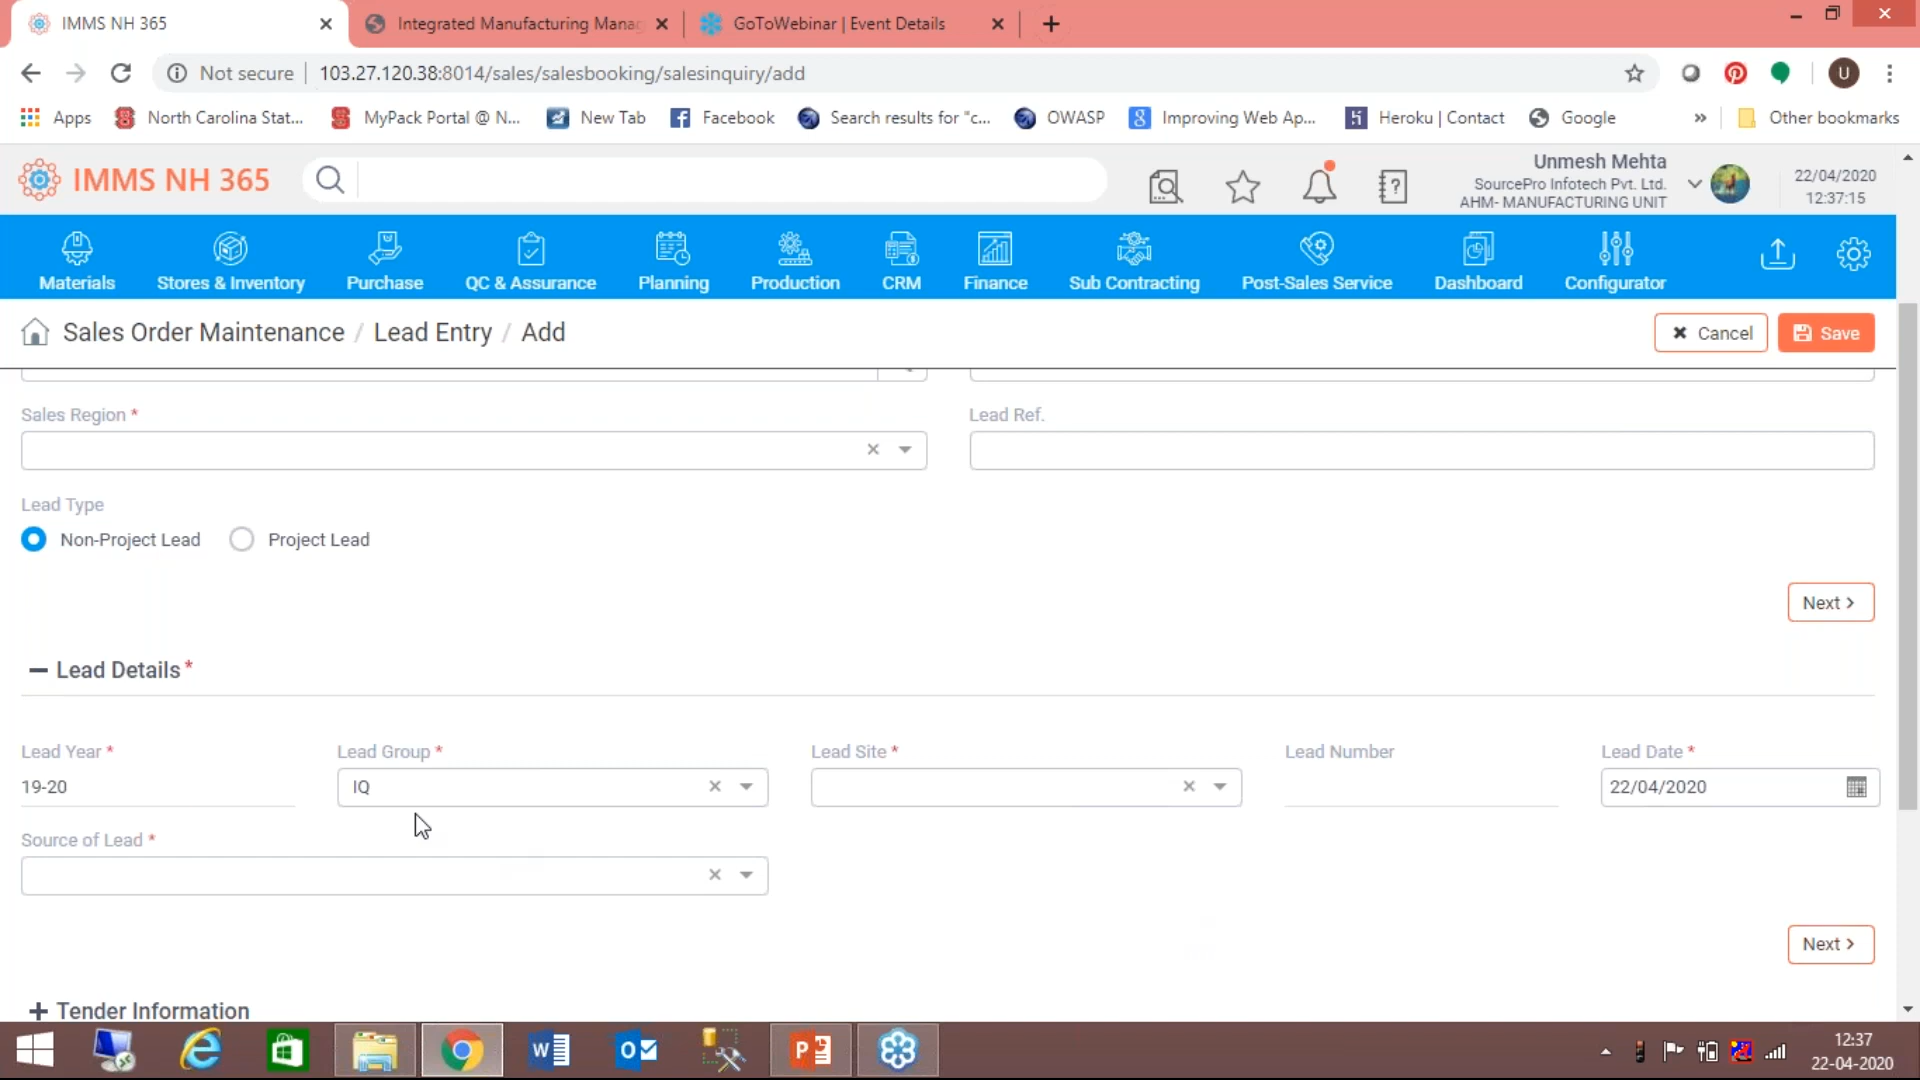 IMMS NH 365
Integrated Manufacturing Mana
GoToWebinar | Event Details
Not secure
103.27.120.38:8014/sales/salesbooking/salesinquiry/add
U
Apps
North Carolina Stat...
MyPack Portal @ N...
New Tab
Facebook
Search results for "c...
OWASP
Improving Web Ap...
Heroku | Contact
Google
»
Other bookmarks
IMMS NH 365
Unmesh Mehta
SourcePro Infotech Pvt. Ltd.
AHM- MANUFACTURING UNIT
22/04/2020
12:37:15
Materials
Stores & Inventory
Purchase
QC & Assurance
Planning
Production
CRM
Finance
Sub Contracting
Post-Sales Service
Dashboard
Configurator
Sales Order Maintenance / Lead Entry / Add
Cancel
Save
Sales Region *
Lead Ref.
Lead Type
Non-Project Lead
Project Lead
Next >
Lead Details *
Lead Year *
Lead Group *
Lead Site *
Lead Number
Lead Date *
19-20
IQ
22/04/2020
Source of Lead *
Next >
Tender Information
12:37
22-04-2020